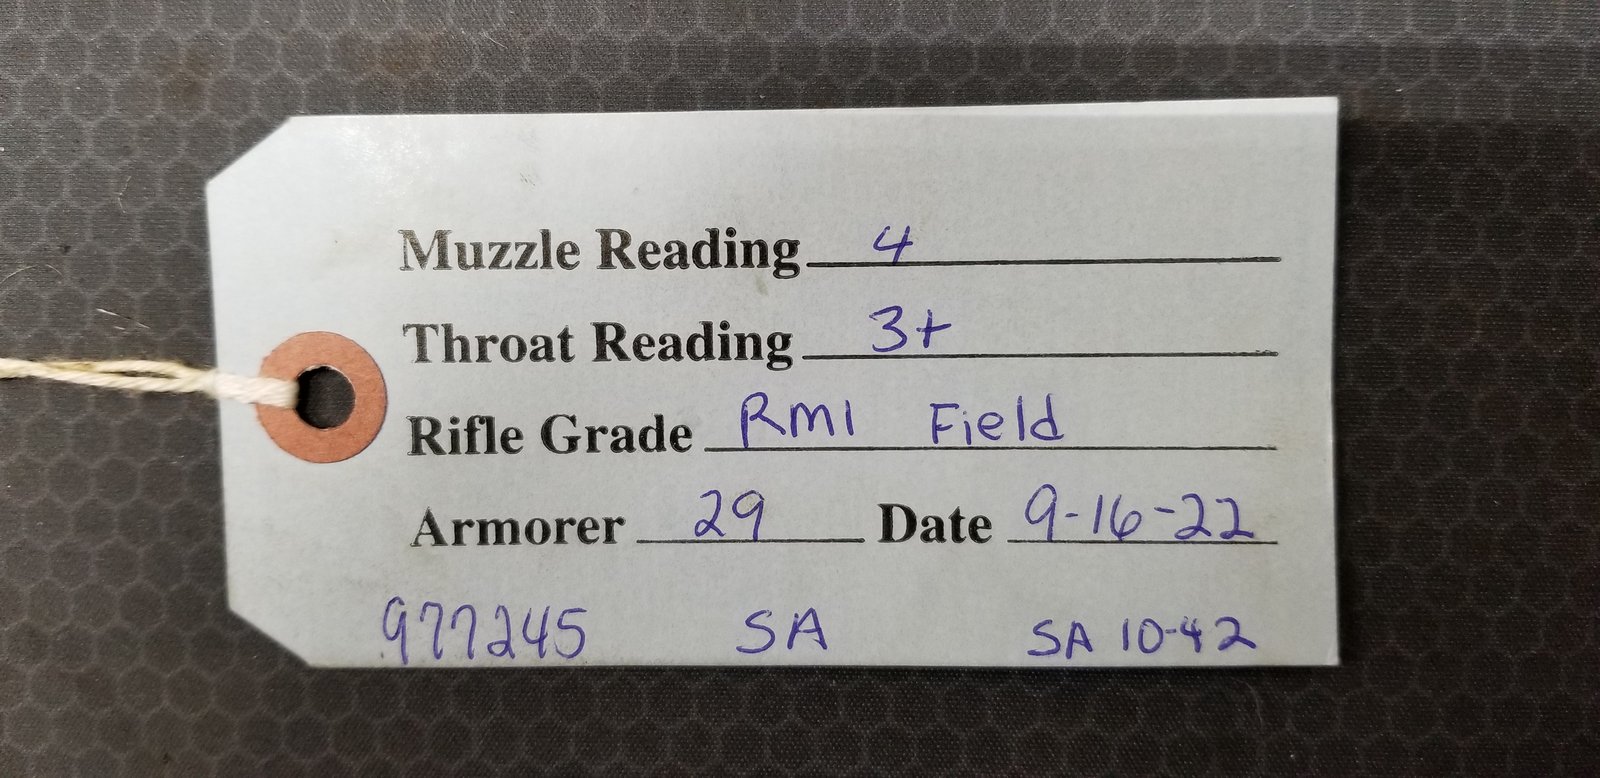 Muzzle Reading 4
Throat Reading 3+
Rifle Grade RM1 Field
Armorer 29 Date 9-16-22
977245 SA SA 10-42